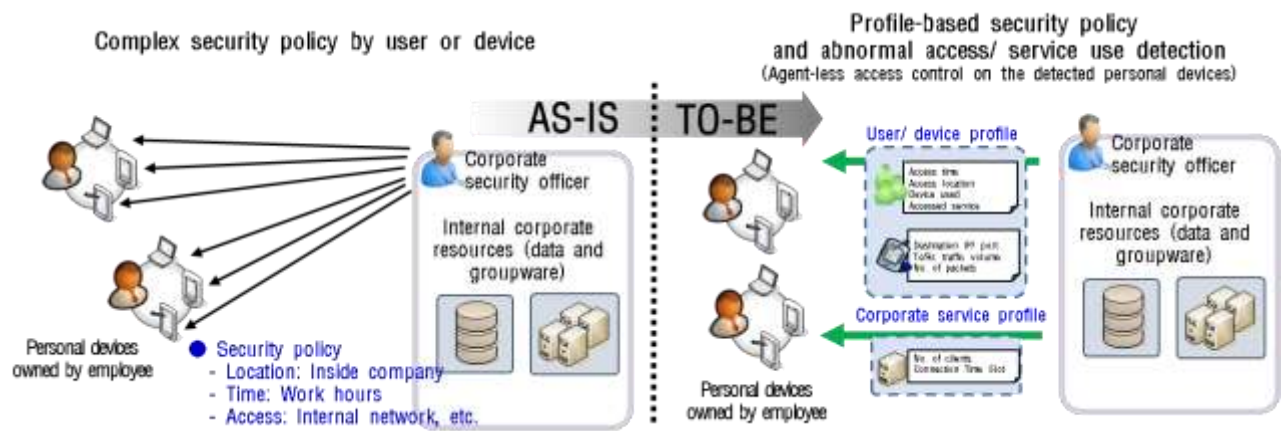 Complex security policy by user or device
Profile-based security policy
and abnormal access/ service use detection
(Agent-less access control on the detected personal devices)
AS-IS
TO-BE
Corporate
security officer
Internal corporate
resources (data and
groupware)
Personal devices
owned by employee
Security policy
- Location: Inside company
- Time: Work hours
- Access: Internal network, etc.
User/ device profile
Access time
Access location
Device used
Accessed service
Destination IP port
traffic volume
No. of packets
Corporate service profile
No. of clients
Connection Time Slot
Personal devices
owned by employee
Corporate
security officer
Internal corporate
resources (data and
groupware)